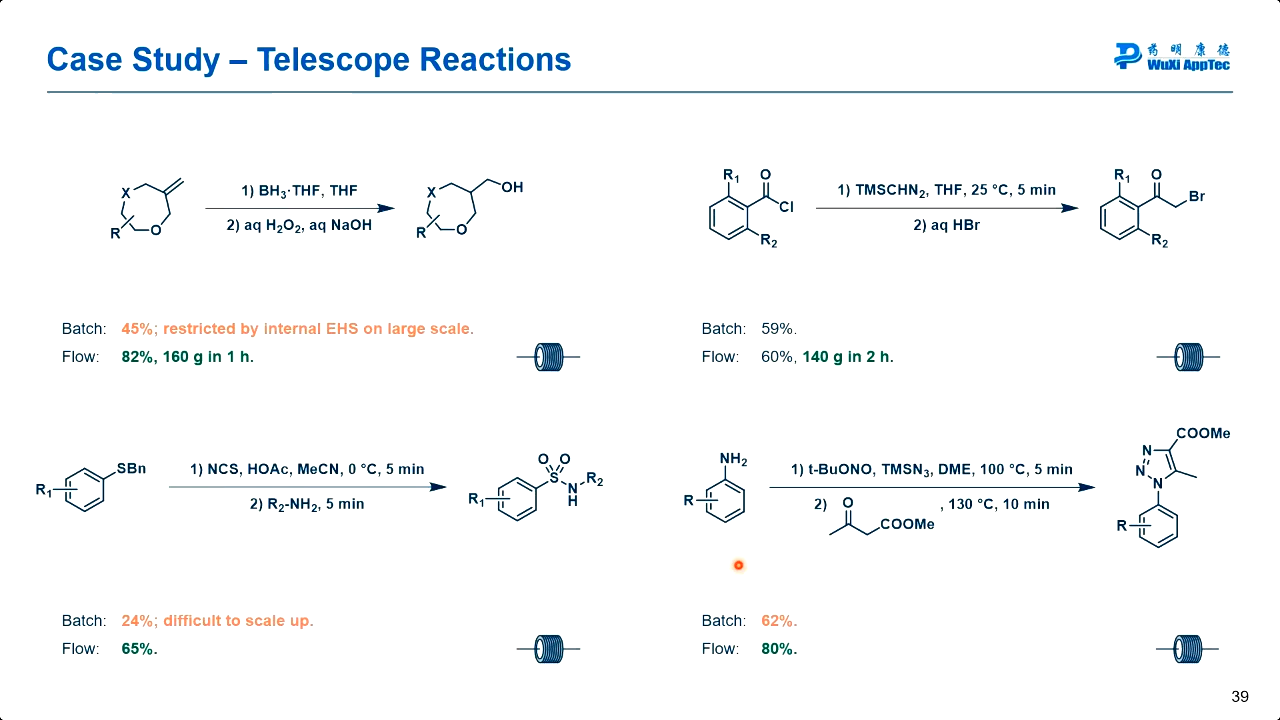 Case Study – Telescope Reactions
药 明 康 德
WuXi AppTec
X
R
O
1) BH₃·THF, THF
2) aq H₂O₂, aq NaOH
X
R
O
OH
R₁
O
Cl
R₂
1) TMSCHN₂, THF, 25 °C, 5 min
2) aq HBr
R₁
O
Br
R₂
Batch: 45%; restricted by internal EHS on large scale.
Flow: 82%, 160 g in 1 h.
Batch: 59%.
Flow: 60%, 140 g in 2 h.
SBn
R₁
1) NCS, HOAc, MeCN, 0 °C, 5 min
2) R₂-NH₂, 5 min
O O
S
N
H
R₂
R₁
NH₂
R
1) t-BuONO, TMSN₃, DME, 100 °C, 5 min
2)
O
COOMe
, 130 °C, 10 min
COOMe
N
N
N
R
Batch: 24%; difficult to scale up.
Flow: 65%.
Batch: 62%.
Flow: 80%.
39